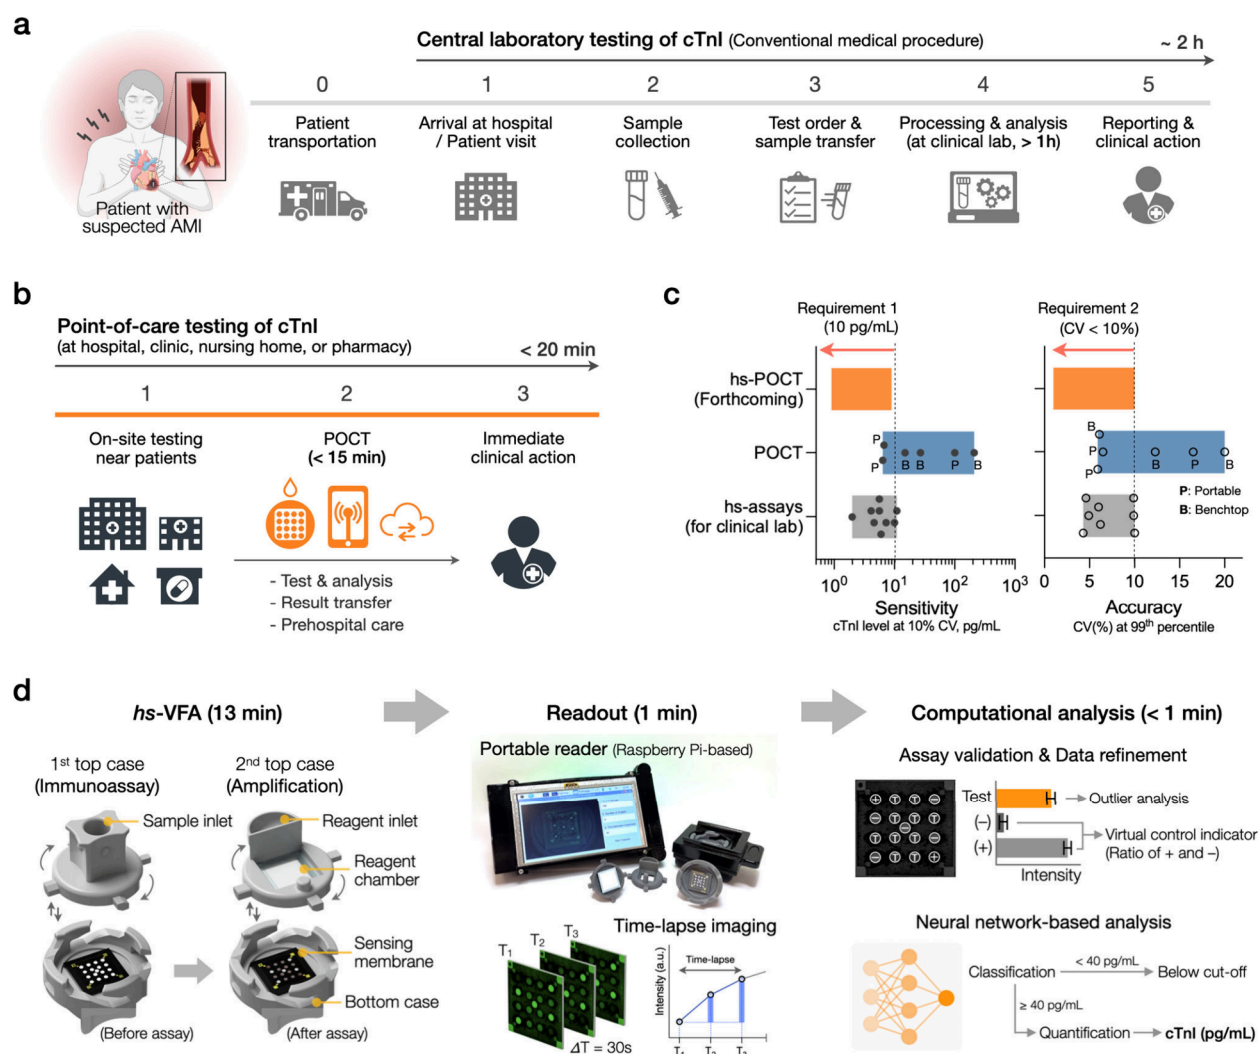 a
Central laboratory testing of cTnI (Conventional medical procedure)
~ 2 h
0
1
2
3
4
5
Patient
transportation
Arrival at hospital
/ Patient visit
Sample
collection
Test order &
sample transfer
Processing & analysis
(at clinical lab, > 1h)
Reporting &
clinical action
Patient with
suspected AMI
b
Point-of-care testing of cTnI
(at hospital, clinic, nursing home, or pharmacy)
< 20 min
1
2
3
On-site testing
near patients
POCT
(< 15 min)
Immediate
clinical action
- Test & analysis
- Result transfer
- Prehospital care
c
Requirement 1
(10 pg/mL)
Requirement 2
(CV < 10%)
hs-POCT
(Forthcoming)
POCT
hs-assays
(for clinical lab)
P
P
B
B
P
B
B
P
P
B
P
B
P: Portable
B: Benchtop
10⁰
10¹
10²
10³
Sensitivity
cTnI level at 10% CV, pg/mL
0
5
10
15
20
Accuracy
CV(%) at 99th percentile
d
hs-VFA (13 min)
Readout (1 min)
Computational analysis (< 1 min)
1st top case
(Immunoassay)
2nd top case
(Amplification)
Sample inlet
Reagent inlet
Reagent
chamber
Sensing
membrane
Bottom case
(Before assay)
(After assay)
Portable reader (Raspberry Pi-based)
Time-lapse imaging
T1
T2
T3
ΔT = 30s
Intensity (a.u.)
Time-lapse
T1
T2
T3
Assay validation & Data refinement
+ T T −
T T T T
−
T T T T
− T T +
Test
(−)
(+)
Intensity
Outlier analysis
Virtual control indicator
(Ratio of + and −)
Neural network-based analysis
Classification
< 40 pg/mL
Below cut-off
≥ 40 pg/mL
Quantification
cTnI (pg/mL)